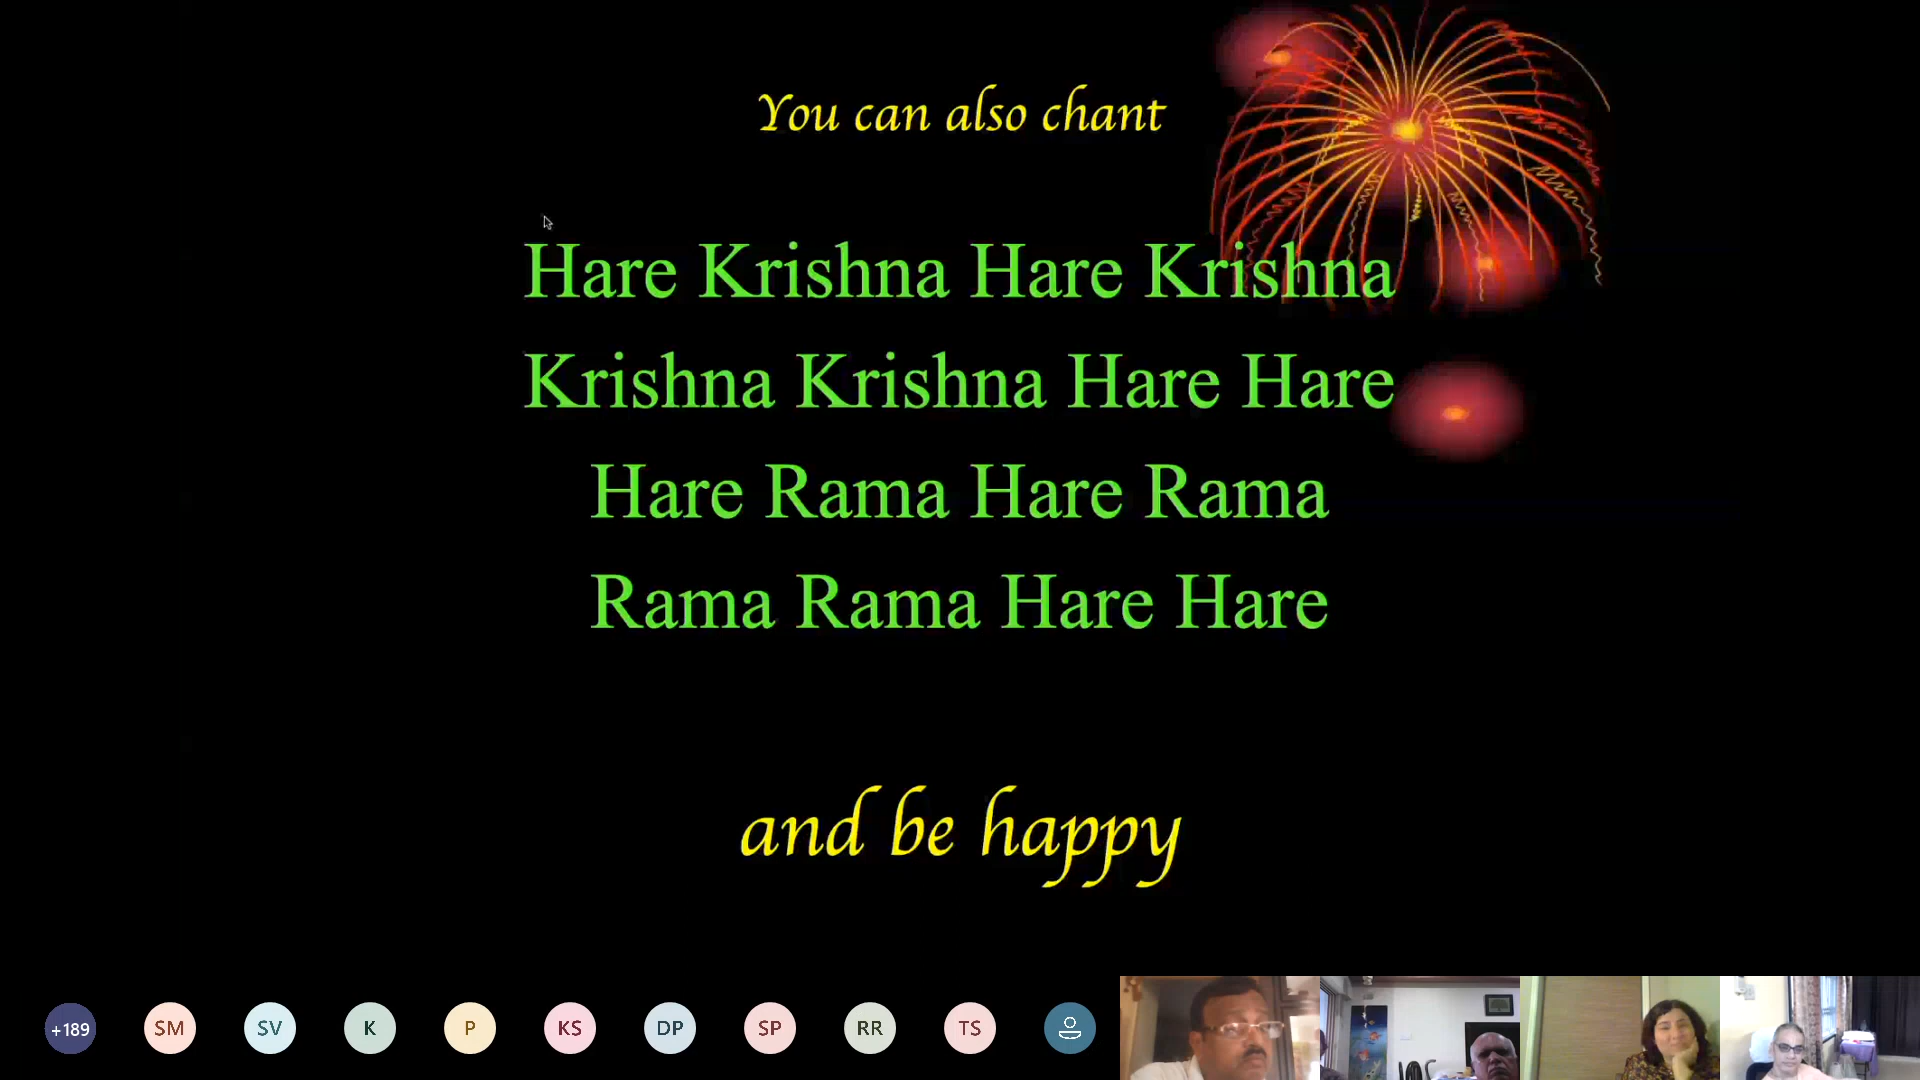 You can also chant
Hare Krishna Hare Krishna
Krishna Krishna Hare Hare
Hare Rama Hare Rama
Rama Rama Hare Hare
and be happy
+189 SM SV K P KS DP SP RR TS